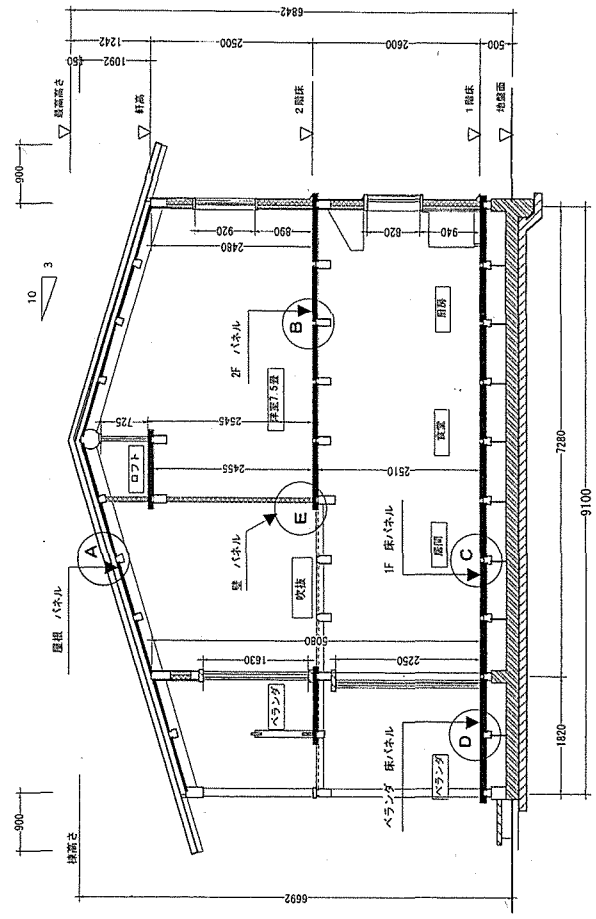 6842
1242
2500
2600
500
150
1092
最高高さ
軒高
2階床
1階床
地盤面
900
10
3
920
890
2480
820
940
2F パネル
B
洋室7.5畳
厨房
725
2545
ロフト
2455
2510
食堂
A
屋根 パネル
壁 パネル
E
吹抜
1F 床パネル
居間
C
5080
1630
2250
ベランダ
ベランダ 床パネル
D
ベランダ
900
棟高さ
6692
7280
1820
9100